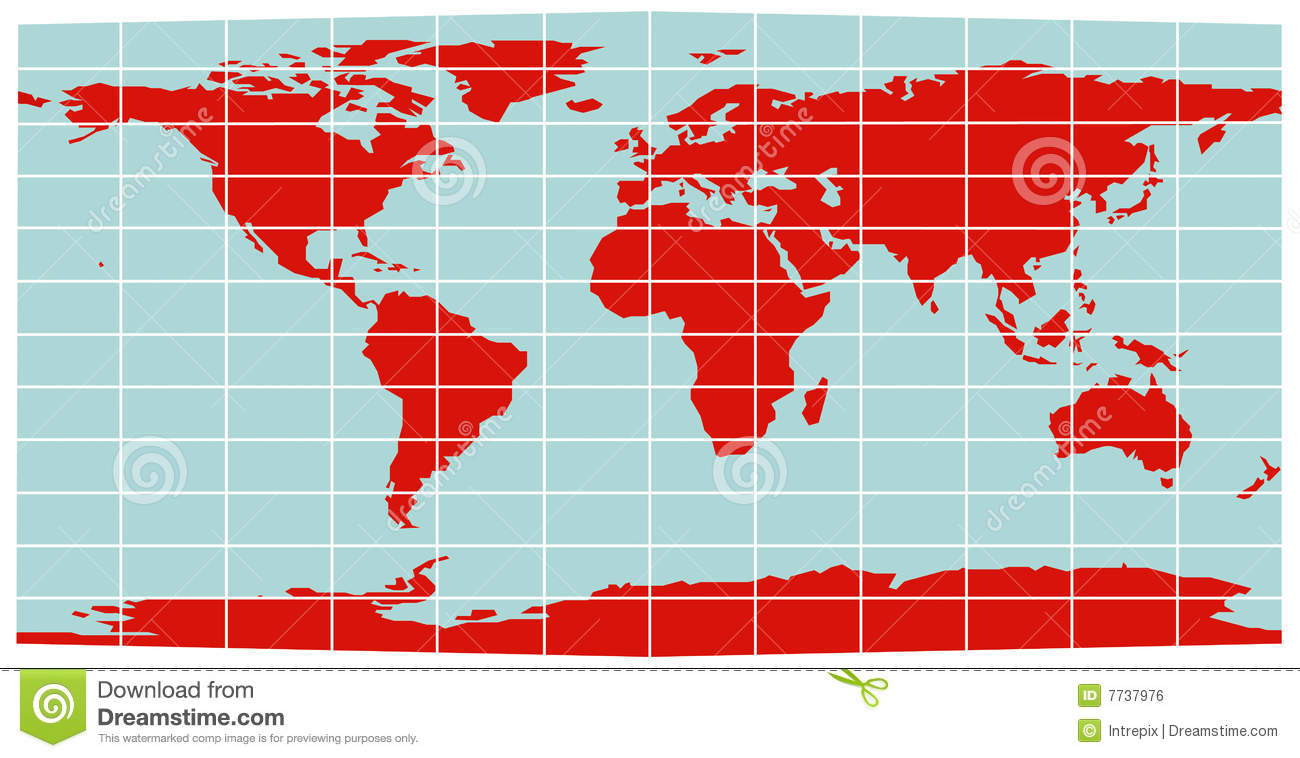 dreamstime
dreamstime
dreamstime
dreamstime
Download from
Dreamstime.com
This watermarked comp image is for previewing purposes only.
ID 7737976
© Intrepix | Dreamstime.com